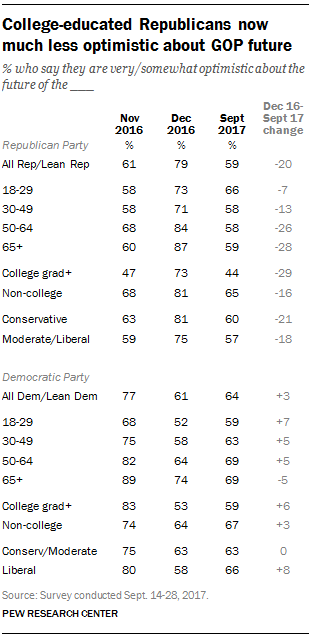 College-educated Republicans now
much less optimistic about GOP future
% who say they are very/somewhat optimistic about the
future of the ___
Nov 2016 Dec 2016 Sept 2017 Dec 16-Sept 17 change
Republican Party % % %
All Rep/Lean Rep 61 79 59 -20
18-29 58 73 66 -7
30-49 58 71 58 -13
50-64 68 84 58 -26
65+ 60 87 59 -28
College grad+ 47 73 44 -29
Non-college 68 81 65 -16
Conservative 63 81 60 -21
Moderate/Liberal 59 75 57 -18
Democratic Party
All Dem/Lean Dem 77 61 64 +3
18-29 68 52 59 +7
30-49 75 58 63 +5
50-64 82 64 69 +5
65+ 89 74 69 -5
College grad+ 83 53 59 +6
Non-college 74 64 67 +3
Conserv/Moderate 75 63 63 0
Liberal 80 58 66 +8
Source: Survey conducted Sept. 14-28, 2017.
PEW RESEARCH CENTER